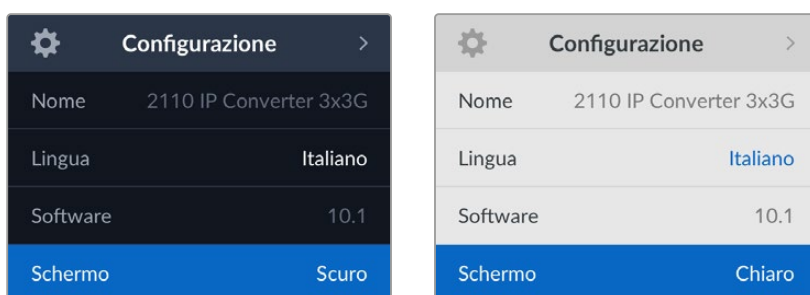 Configurazione
Nome 2110 IP Converter 3x3G
Lingua Italiano
Software 10.1
Schermo Scuro
Configurazione
Nome 2110 IP Converter 3x3G
Lingua Italiano
Software 10.1
Schermo Chiaro